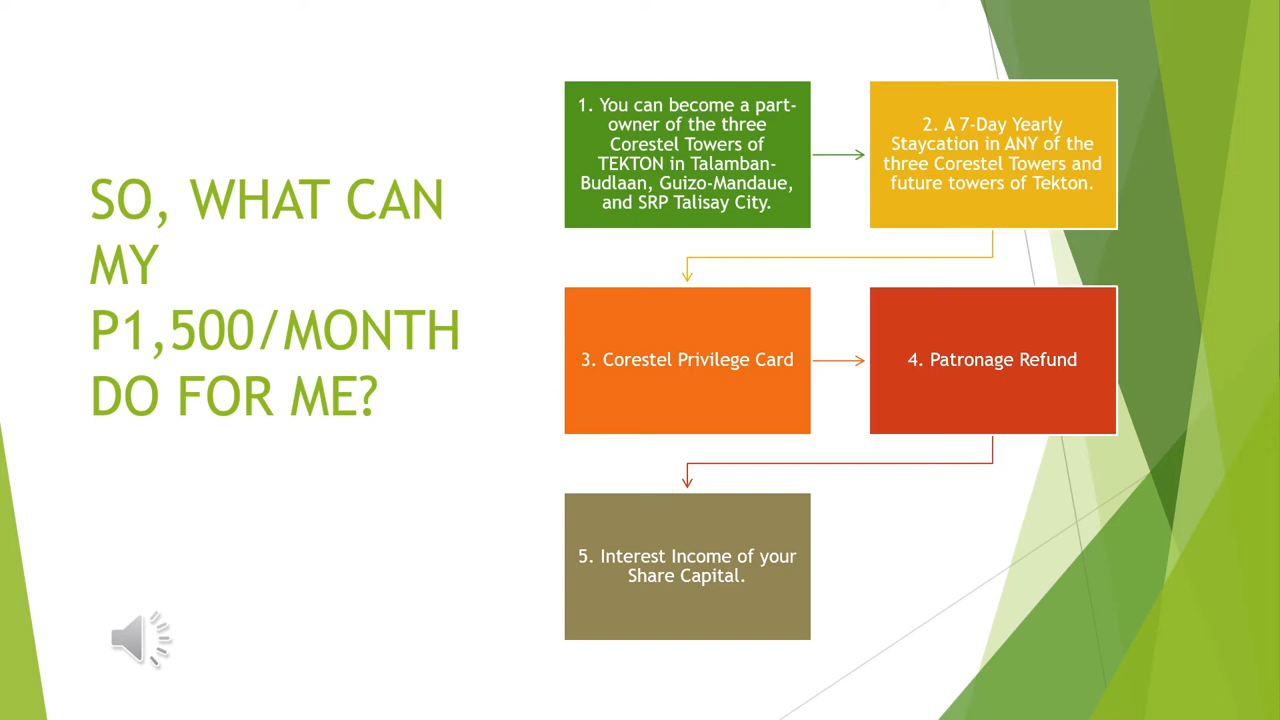 SO, WHAT CAN
MY
P1,500/MONTH
DO FOR ME?
1. You can become a part-
owner of the three
Corestel Towers of
TEKTON in Talamban-
Budlaan, Guizo-Mandaue,
and SRP Talisay City.
2. A 7-Day Yearly
Staycation in ANY of the
three Corestel Towers and
future towers of Tekton.
3. Corestel Privilege Card
4. Patronage Refund
5. Interest Income of your
Share Capital.